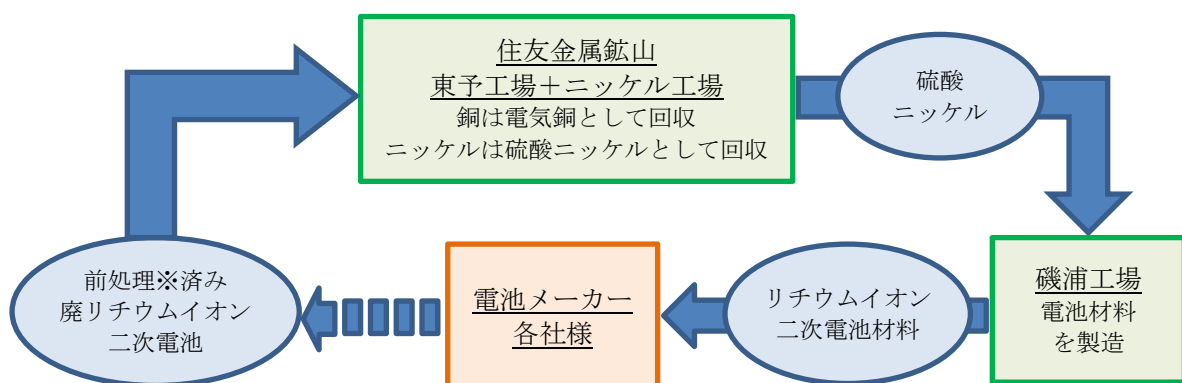 住友金属鉱山
東予工場＋ニッケル工場
銅は電気銅として回収
ニッケルは硫酸ニッケルとして回収
硫酸
ニッケル
磯浦工場
電池材料
を製造
リチウムイオン
二次電池材料
電池メーカー
各社様
前処理※済み
廃リチウムイオン
二次電池